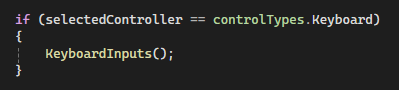 if (selectedController == controlTypes.Keyboard)
{
    KeyboardInputs();
}